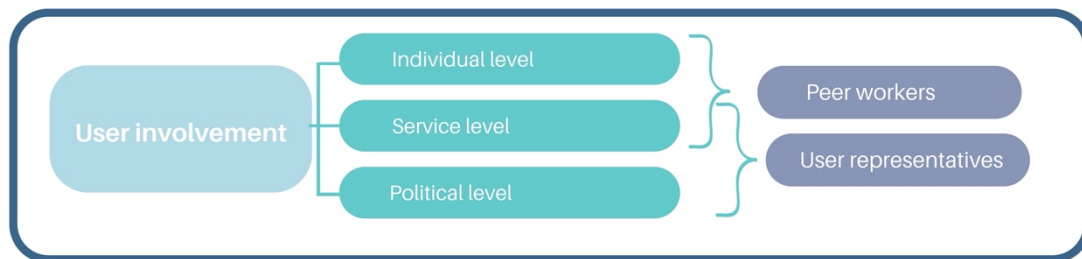 User involvement
Individual level
Service level
Political level
Peer workers
User representatives